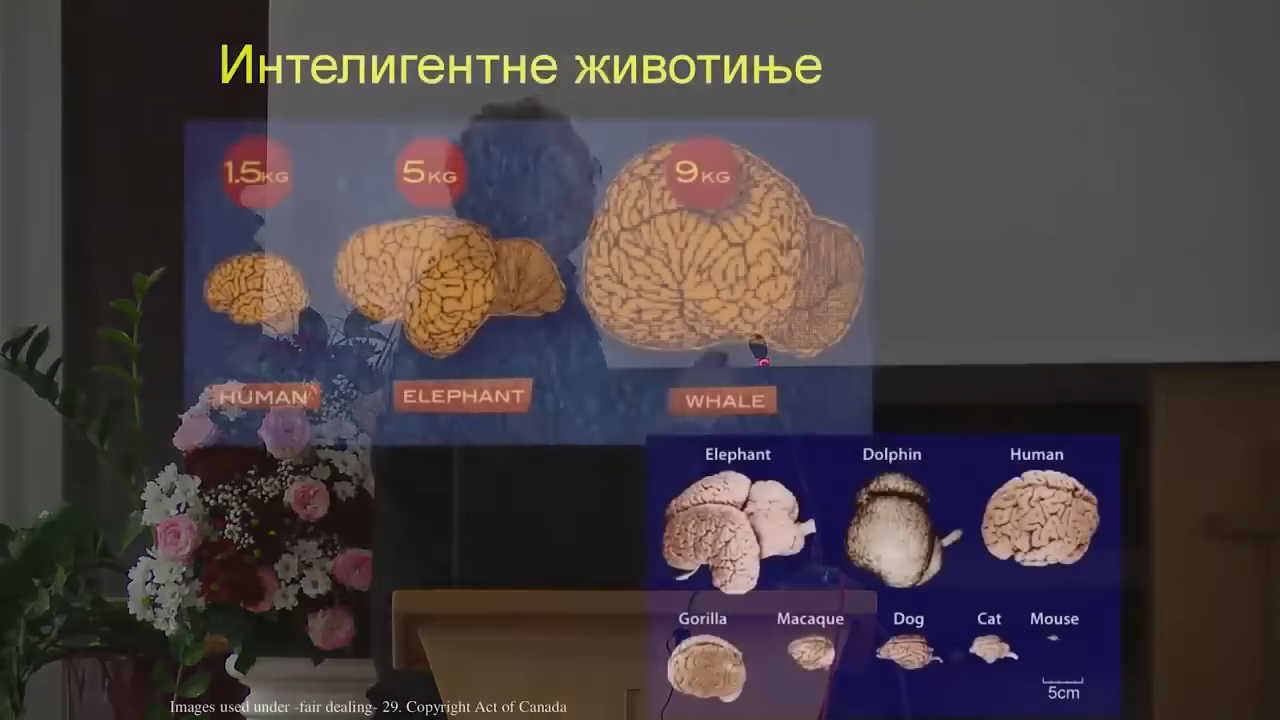 Интелигентне животиње
1.5KG
5KG
9KG
HUMAN
ELEPHANT
WHALE
Elephant
Dolphin
Human
Gorilla
Macaque
Dog
Cat
Mouse
5cm
Images used under -fair dealing- 29. Copyright Act of Canada